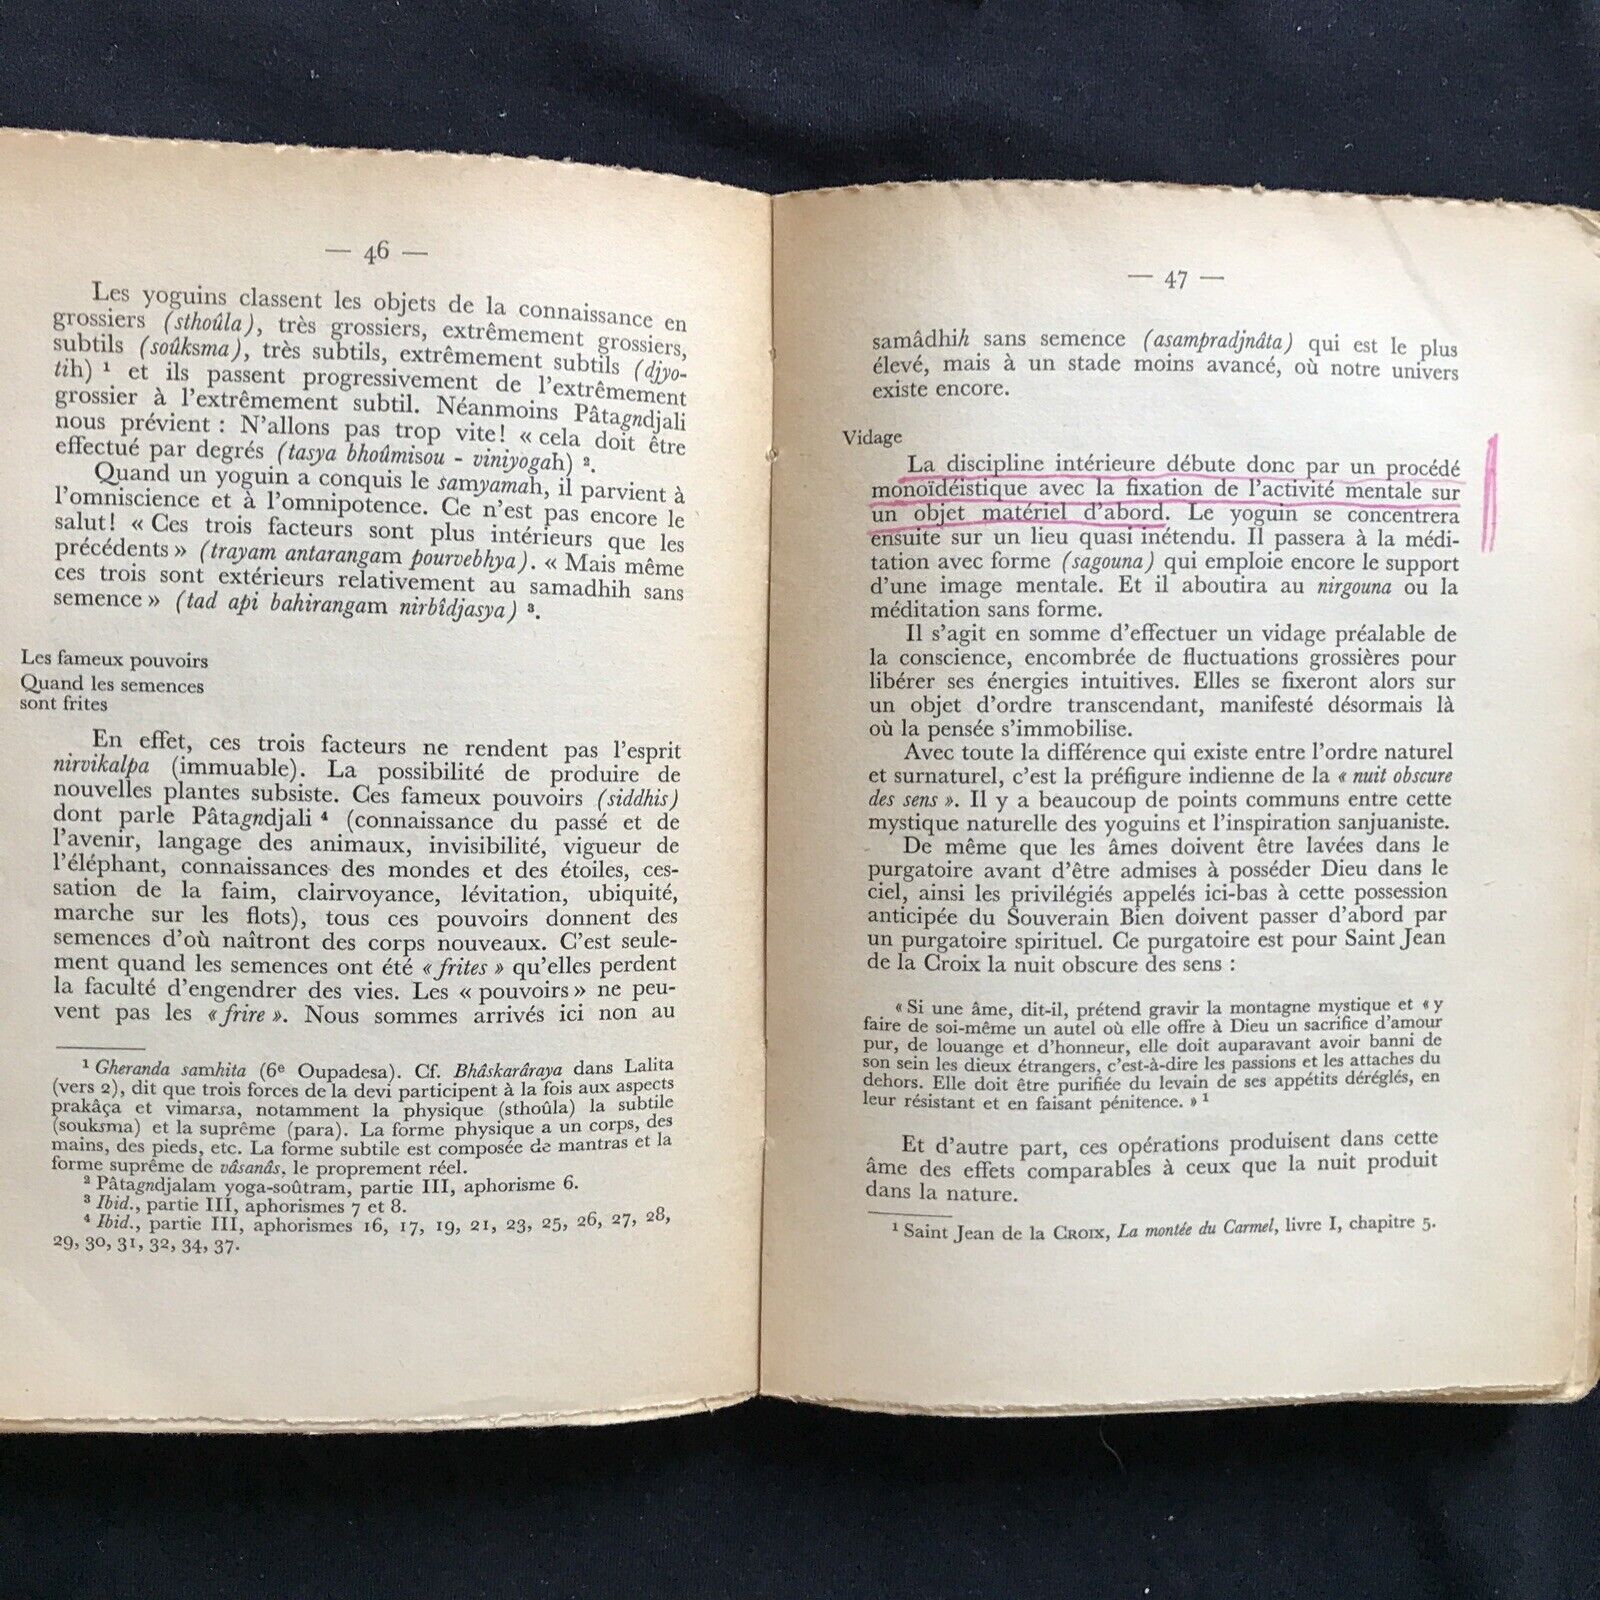 — 46 —
Les yoguins classent les objets de la connaissance en
grossiers (sthoûla), très grossiers, extrêmement grossiers,
subtils (soûksma), très subtils, extrêmement subtils (djyo-
tih) ¹ et ils passent progressivement de l'extrêmement
grossier à l'extrêmement subtil. Néanmoins Pâtagndjali
nous prévient : N'allons pas trop vite! « cela doit être
effectué par degrés (tasya bhoûmisou - viniyogah) ².
Quand un yoguin a conquis le samyamah, il parvient à
l'omniscience et à l'omnipotence. Ce n'est pas encore le
salut! « Ces trois facteurs sont plus intérieurs que les
précédents » (trayam antarangam pourvebhya). « Mais même
ces trois sont extérieurs relativement au samadhih sans
semence » (tad api bahirangam nirbîdjasya) ³.
Les fameux pouvoirs
Quand les semences
sont frites
En effet, ces trois facteurs ne rendent pas l'esprit
nirvikalpa (immuable). La possibilité de produire de
nouvelles plantes subsiste. Ces fameux pouvoirs (siddhis)
dont parle Pâtagndjali ⁴ (connaissance du passé et de
l'avenir, langage des animaux, invisibilité, vigueur de
l'éléphant, connaissances des mondes et des étoiles, ces-
sation de la faim, clairvoyance, lévitation, ubiquité,
marche sur les flots), tous ces pouvoirs donnent des
semences d'où naîtront des corps nouveaux. C'est seule-
ment quand les semences ont été « frites » qu'elles perdent
la faculté d'engendrer des vies. Les « pouvoirs » ne peu-
vent pas les « frire ». Nous sommes arrivés ici non au
¹ Gheranda samhita (6e Oupadesa). Cf. Bhâskarâraya dans Lalita
(vers 2), dit que trois forces de la devi participent à la fois aux aspects
prakâça et vimarsa, notamment la physique (sthoûla) la subtile
(souksma) et la suprême (para). La forme physique a un corps, des
mains, des pieds, etc. La forme subtile est composée de mantras et la
forme suprême de vâsanâs, le proprement réel.
² Pâtagndjalam yoga-soûtram, partie III, aphorisme 6.
³ Ibid., partie III, aphorismes 7 et 8.
⁴ Ibid., partie III, aphorismes 16, 17, 19, 21, 23, 25, 26, 27, 28,
29, 30, 31, 32, 34, 37.
— 47 —
samâdhih sans semence (asampradjnâta) qui est le plus
élevé, mais à un stade moins avancé, où notre univers
existe encore.
Vidage
La discipline intérieure débute donc par un procédé
monoïdéistique avec la fixation de l'activité mentale sur
un objet matériel d'abord. Le yoguin se concentrera
ensuite sur un lieu quasi inétendu. Il passera à la médi-
tation avec forme (sagouna) qui emploie encore le support
d'une image mentale. Et il aboutira au nirgouna ou la
méditation sans forme.
Il s'agit en somme d'effectuer un vidage préalable de
la conscience, encombrée de fluctuations grossières pour
libérer ses énergies intuitives. Elles se fixeront alors sur
un objet d'ordre transcendant, manifesté désormais là
où la pensée s'immobilise.
Avec toute la différence qui existe entre l'ordre naturel
et surnaturel, c'est la préfigure indienne de la « nuit obscure
des sens ». Il y a beaucoup de points communs entre cette
mystique naturelle des yoguins et l'inspiration sanjuaniste.
De même que les âmes doivent être lavées dans le
purgatoire avant d'être admises à posséder Dieu dans le
ciel, ainsi les privilégiés appelés ici-bas à cette possession
anticipée du Souverain Bien doivent passer d'abord par
un purgatoire spirituel. Ce purgatoire est pour Saint Jean
de la Croix la nuit obscure des sens :
« Si une âme, dit-il, prétend gravir la montagne mystique et « y
faire de soi-même un autel où elle offre à Dieu un sacrifice d'amour
pur, de louange et d'honneur, elle doit auparavant avoir banni de
son sein les dieux étrangers, c'est-à-dire les passions et les attaches du
dehors. Elle doit être purifiée du levain de ses appétits déréglés, en
leur résistant et en faisant pénitence. » ¹
Et d'autre part, ces opérations produisent dans cette
âme des effets comparables à ceux que la nuit produit
dans la nature.
¹ Saint Jean de la CROIX, La montée du Carmel, livre I, chapitre 5.